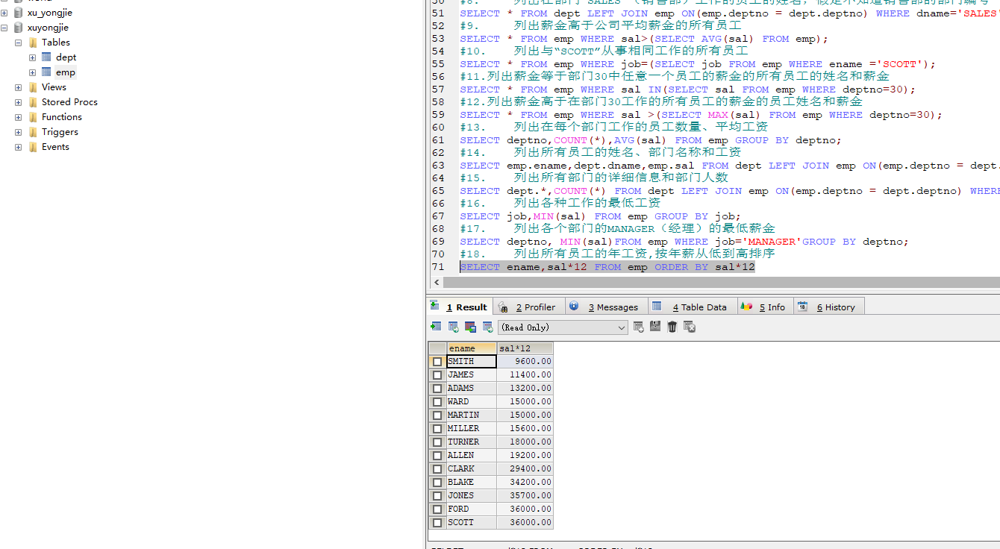 xu_yongjie
xuyongjie
Tables
dept
emp
Views
Stored Procs
Functions
Triggers
Events
51 SELECT * FROM dept LEFT JOIN emp ON(emp.deptno = dept.deptno) WHERE dname='SALES'
52 #9. 列出薪金高于公司平均薪金的所有员工
53 SELECT * FROM emp WHERE sal>(SELECT AVG(sal) FROM emp);
54 #10. 列出与“SCOTT”从事相同工作的所有员工
55 SELECT * FROM emp WHERE job=(SELECT job FROM emp WHERE ename ='SCOTT');
56 #11.列出薪金等于部门30中任意一个员工的薪金的所有员工的姓名和薪金
57 SELECT * FROM emp WHERE sal IN(SELECT sal FROM emp WHERE deptno=30);
58 #12.列出薪金高于在部门30工作的所有员工的薪金的员工姓名和薪金
59 SELECT * FROM emp WHERE sal >(SELECT MAX(sal) FROM emp WHERE deptno=30);
60 #13. 列出在每个部门工作的员工数量、平均工资
61 SELECT deptno,COUNT(*),AVG(sal) FROM emp GROUP BY deptno;
62 #14. 列出所有员工的姓名、部门名称和工资
63 SELECT emp.ename,dept.dname,emp.sal FROM dept LEFT JOIN emp ON(emp.deptno = dept.
64 #15. 列出所有部门的详细信息和部门人数
65 SELECT dept.*,COUNT(*) FROM dept LEFT JOIN emp ON(emp.deptno = dept.deptno) WHERE
66 #16. 列出各种工作的最低工资
67 SELECT job,MIN(sal) FROM emp GROUP BY job;
68 #17. 列出各个部门的MANAGER（经理）的最低薪金
69 SELECT deptno, MIN(sal)FROM emp WHERE job='MANAGER'GROUP BY deptno;
70 #18. 列出所有员工的年工资,按年薪从低到高排序
71 SELECT ename,sal*12 FROM emp ORDER BY sal*12
1 Result 2 Profiler 3 Messages 4 Table Data 5 Info 18 6 History
(Read Only)
ename sal*12
SMITH 9600.00
JAMES 11400.00
ADAMS 13200.00
WARD 15000.00
MARTIN 15000.00
MILLER 15600.00
TURNER 18000.00
ALLEN 19200.00
CLARK 29400.00
BLAKE 34200.00
JONES 35700.00
FORD 36000.00
SCOTT 36000.00